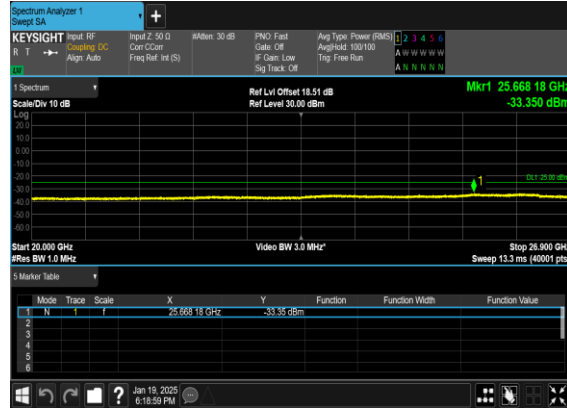 Spectrum Analyzer 1
Swept SA
+
KEYSIGHT Input: RF Input Z: 50 Ω #Atten: 30 dB PNO: Fast Avg Type: Power (RMS) 1 2 3 4 5 6
R T Coupling: DC Corr CCorr Gate: Off Avg|Hold: 100/100 A W W W W W
Align: Auto Freq Ref: Int (S) IF Gain: Low Trig: Free Run
LW Sig Track: Off A N N N N N
1 Spectrum Ref Lvl Offset 18.51 dB Mkr1 25.668 18 GHz
Scale/Div 10 dB Ref Level 30.00 dBm -33.350 dBm
Log
20.0
10.0
0.00
-10.0
-20.0
1 DL1 -25.00 dBm
-30.0
-40.0
-50.0
-60.0
Start 20.000 GHz Video BW 3.0 MHz* Stop 26.900 GHz
#Res BW 1.0 MHz Sweep 13.3 ms (40001 pts)
5 Marker Table
Mode Trace Scale X Y Function Function Width Function Value
1 N 1 f 25.668 18 GHz -33.35 dBm
2
3
4
5
6
? Jan 19, 2025
6:18:59 PM